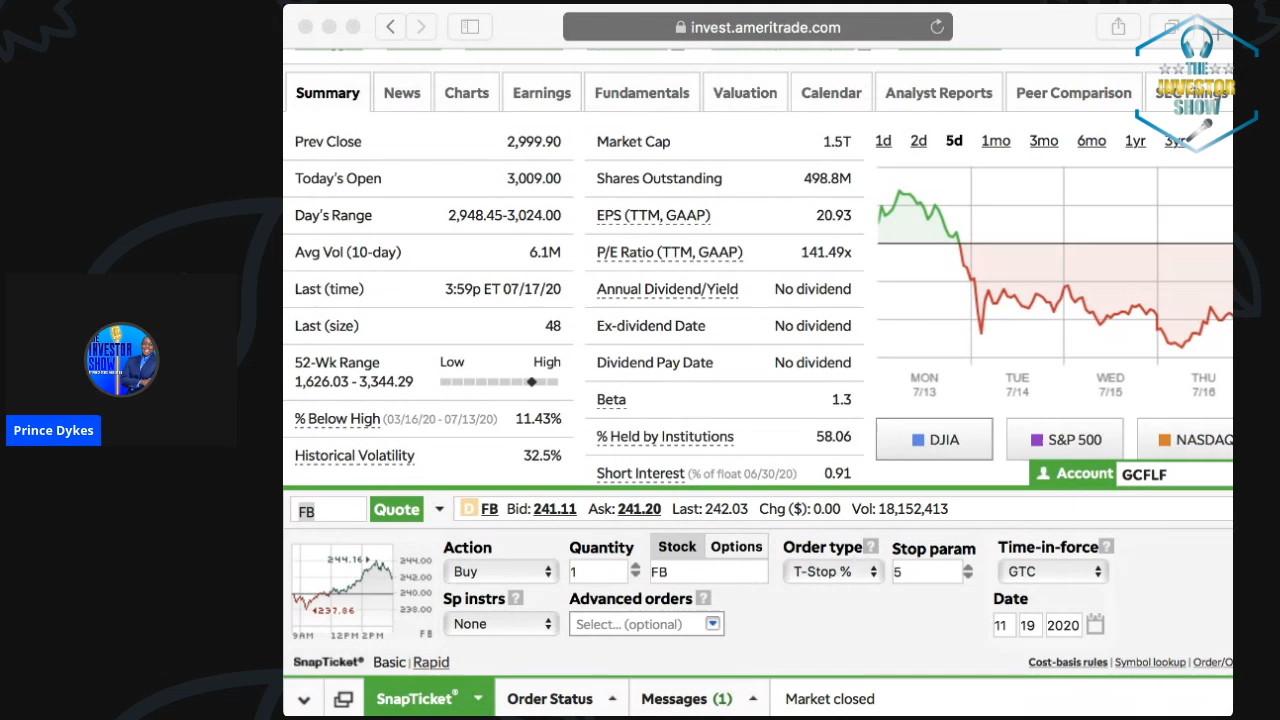 invest.ameritrade.com
THE
INVESTOR
SHOW
Summary News Charts Earnings Fundamentals Valuation Calendar Analyst Reports Peer Comparison SEC Filings
Prev Close 2,999.90 Market Cap 1.5T 1d 2d 5d 1mo 3mo 6mo 1yr 3yr
Today's Open 3,009.00 Shares Outstanding 498.8M
Day's Range 2,948.45-3,024.00 EPS (TTM, GAAP) 20.93
Avg Vol (10-day) 6.1M P/E Ratio (TTM, GAAP) 141.49x
Last (time) 3:59p ET 07/17/20 Annual Dividend/Yield No dividend
Last (size) 48 Ex-dividend Date No dividend
52-Wk Range Low High Dividend Pay Date No dividend
1,626.03 - 3,344.29
MON TUE WED THU
7/13 7/14 7/15 7/16
Beta 1.3
% Below High (03/16/20 - 07/13/20) 11.43%
% Held by Institutions 58.06 DJIA S&P 500 NASDAQ
Historical Volatility 32.5%
Short Interest (% of float 06/30/20) 0.91 Account GCFLF
INVESTOR
SHOW
Prince Dykes
FB Quote D FB Bid: 241.11 Ask: 241.20 Last: 242.03 Chg ($): 0.00 Vol: 18,152,413
Action Quantity Stock Options Order type ? Stop param Time-in-force ?
Buy 1 FB T-Stop % 5 GTC
Sp instrs ? Advanced orders ? Date
None Select... (optional) 11 19 2020
244.16 244.00
242.00
240.00
237.86 238.00
9AM 12PM 2PM FB
SnapTicket® Basic | Rapid Cost-basis rules | Symbol lookup | Order/O
SnapTicket® Order Status Messages (1) Market closed